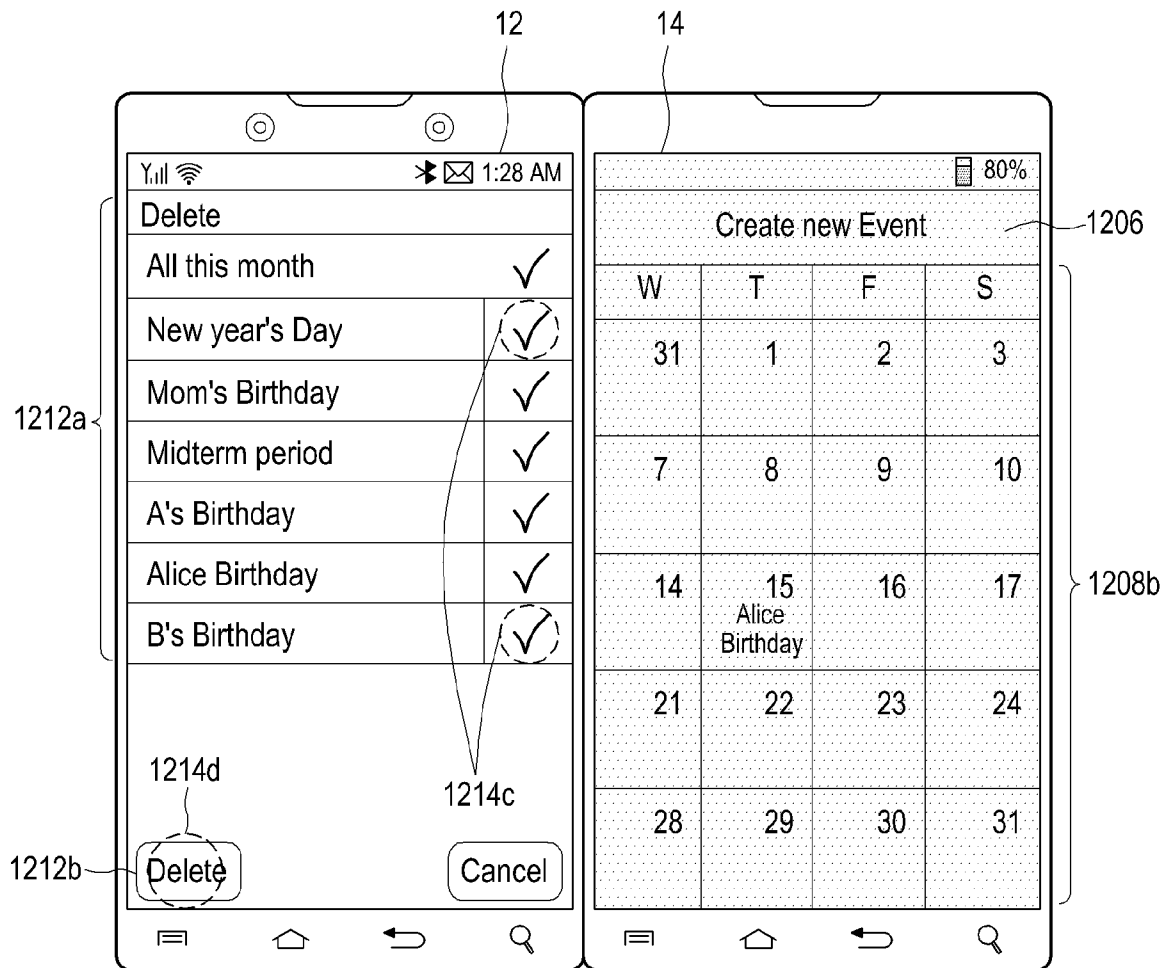 12
14
1:28 AM
80%
Delete
Create new Event
1206
All this month
W T F S
New year's Day
31 1 2 3
Mom's Birthday
1212a
Midterm period
7 8 9 10
A's Birthday
Alice Birthday
14 15 16 17
Alice
Birthday
1208b
B's Birthday
21 22 23 24
1214d
1214c
28 29 30 31
1212b
Delete
Cancel